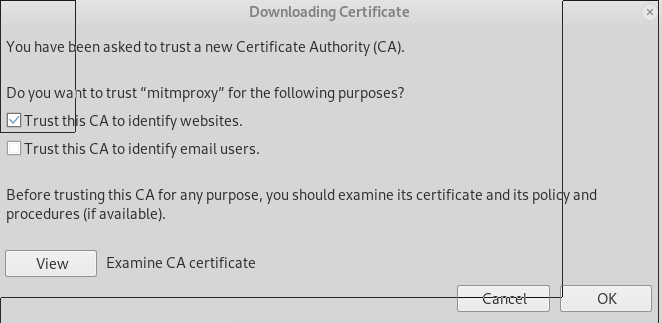 Downloading Certificate
You have been asked to trust a new Certificate Authority (CA).
Do you want to trust “mitmproxy” for the following purposes?
Trust this CA to identify websites.
Trust this CA to identify email users.
Before trusting this CA for any purpose, you should examine its certificate and its policy and
procedures (if available).
View Examine CA certificate
Cancel OK